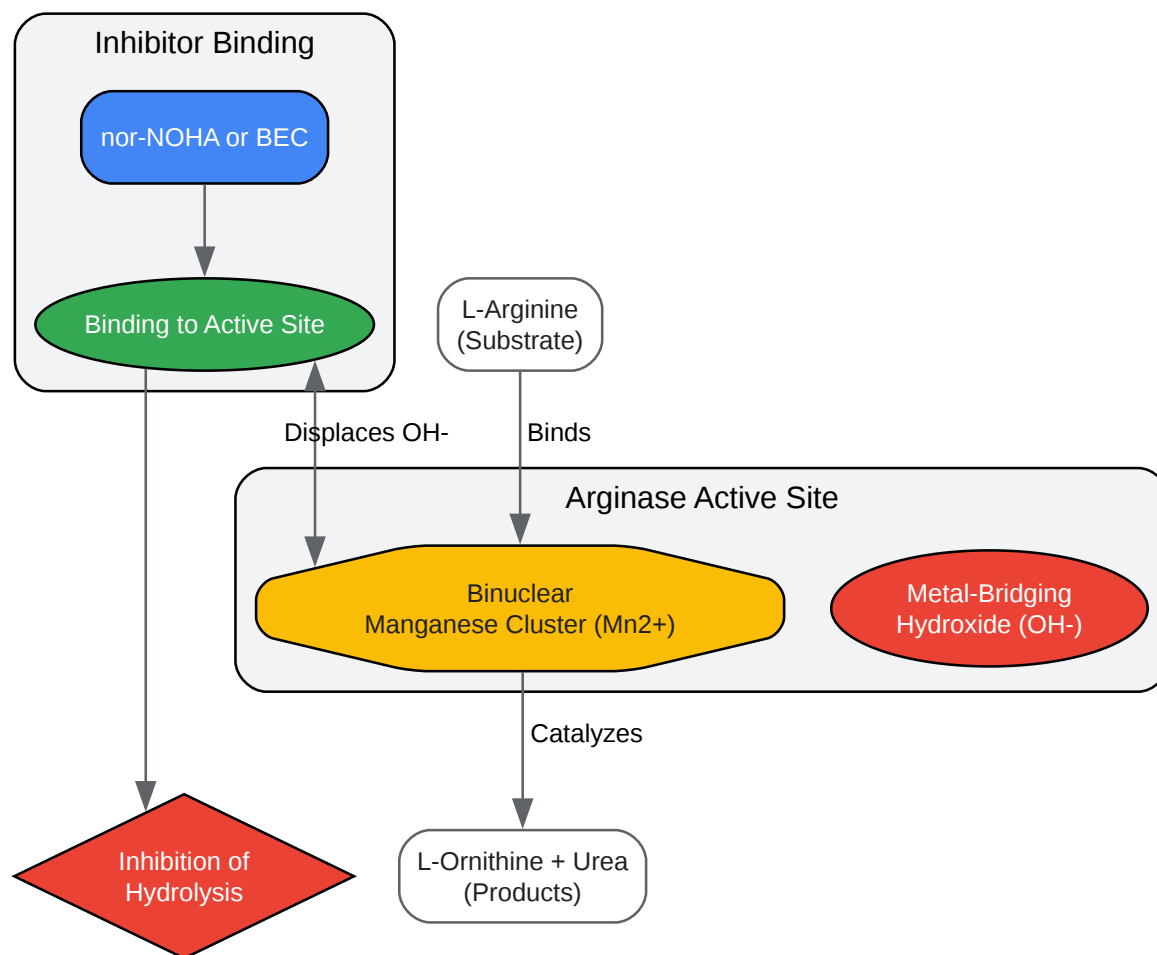 Inhibitor Binding
nor-NOHA or BEC
Binding to Active Site
L-Arginine
(Substrate)
Displaces OH-
Binds
Arginase Active Site
Binuclear
Manganese Cluster (Mn2+)
Metal-Bridging
Hydroxide (OH-)
Catalyzes
Inhibition of
Hydrolysis
L-Ornithine + Urea
(Products)